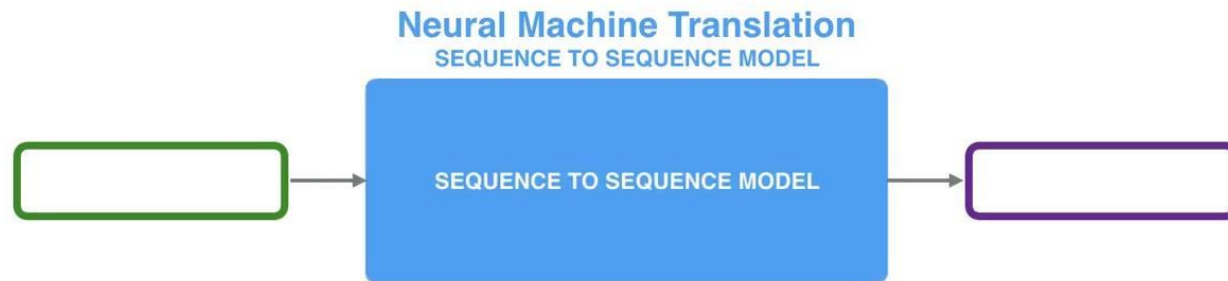 Neural Machine Translation
SEQUENCE TO SEQUENCE MODEL
SEQUENCE TO SEQUENCE MODEL